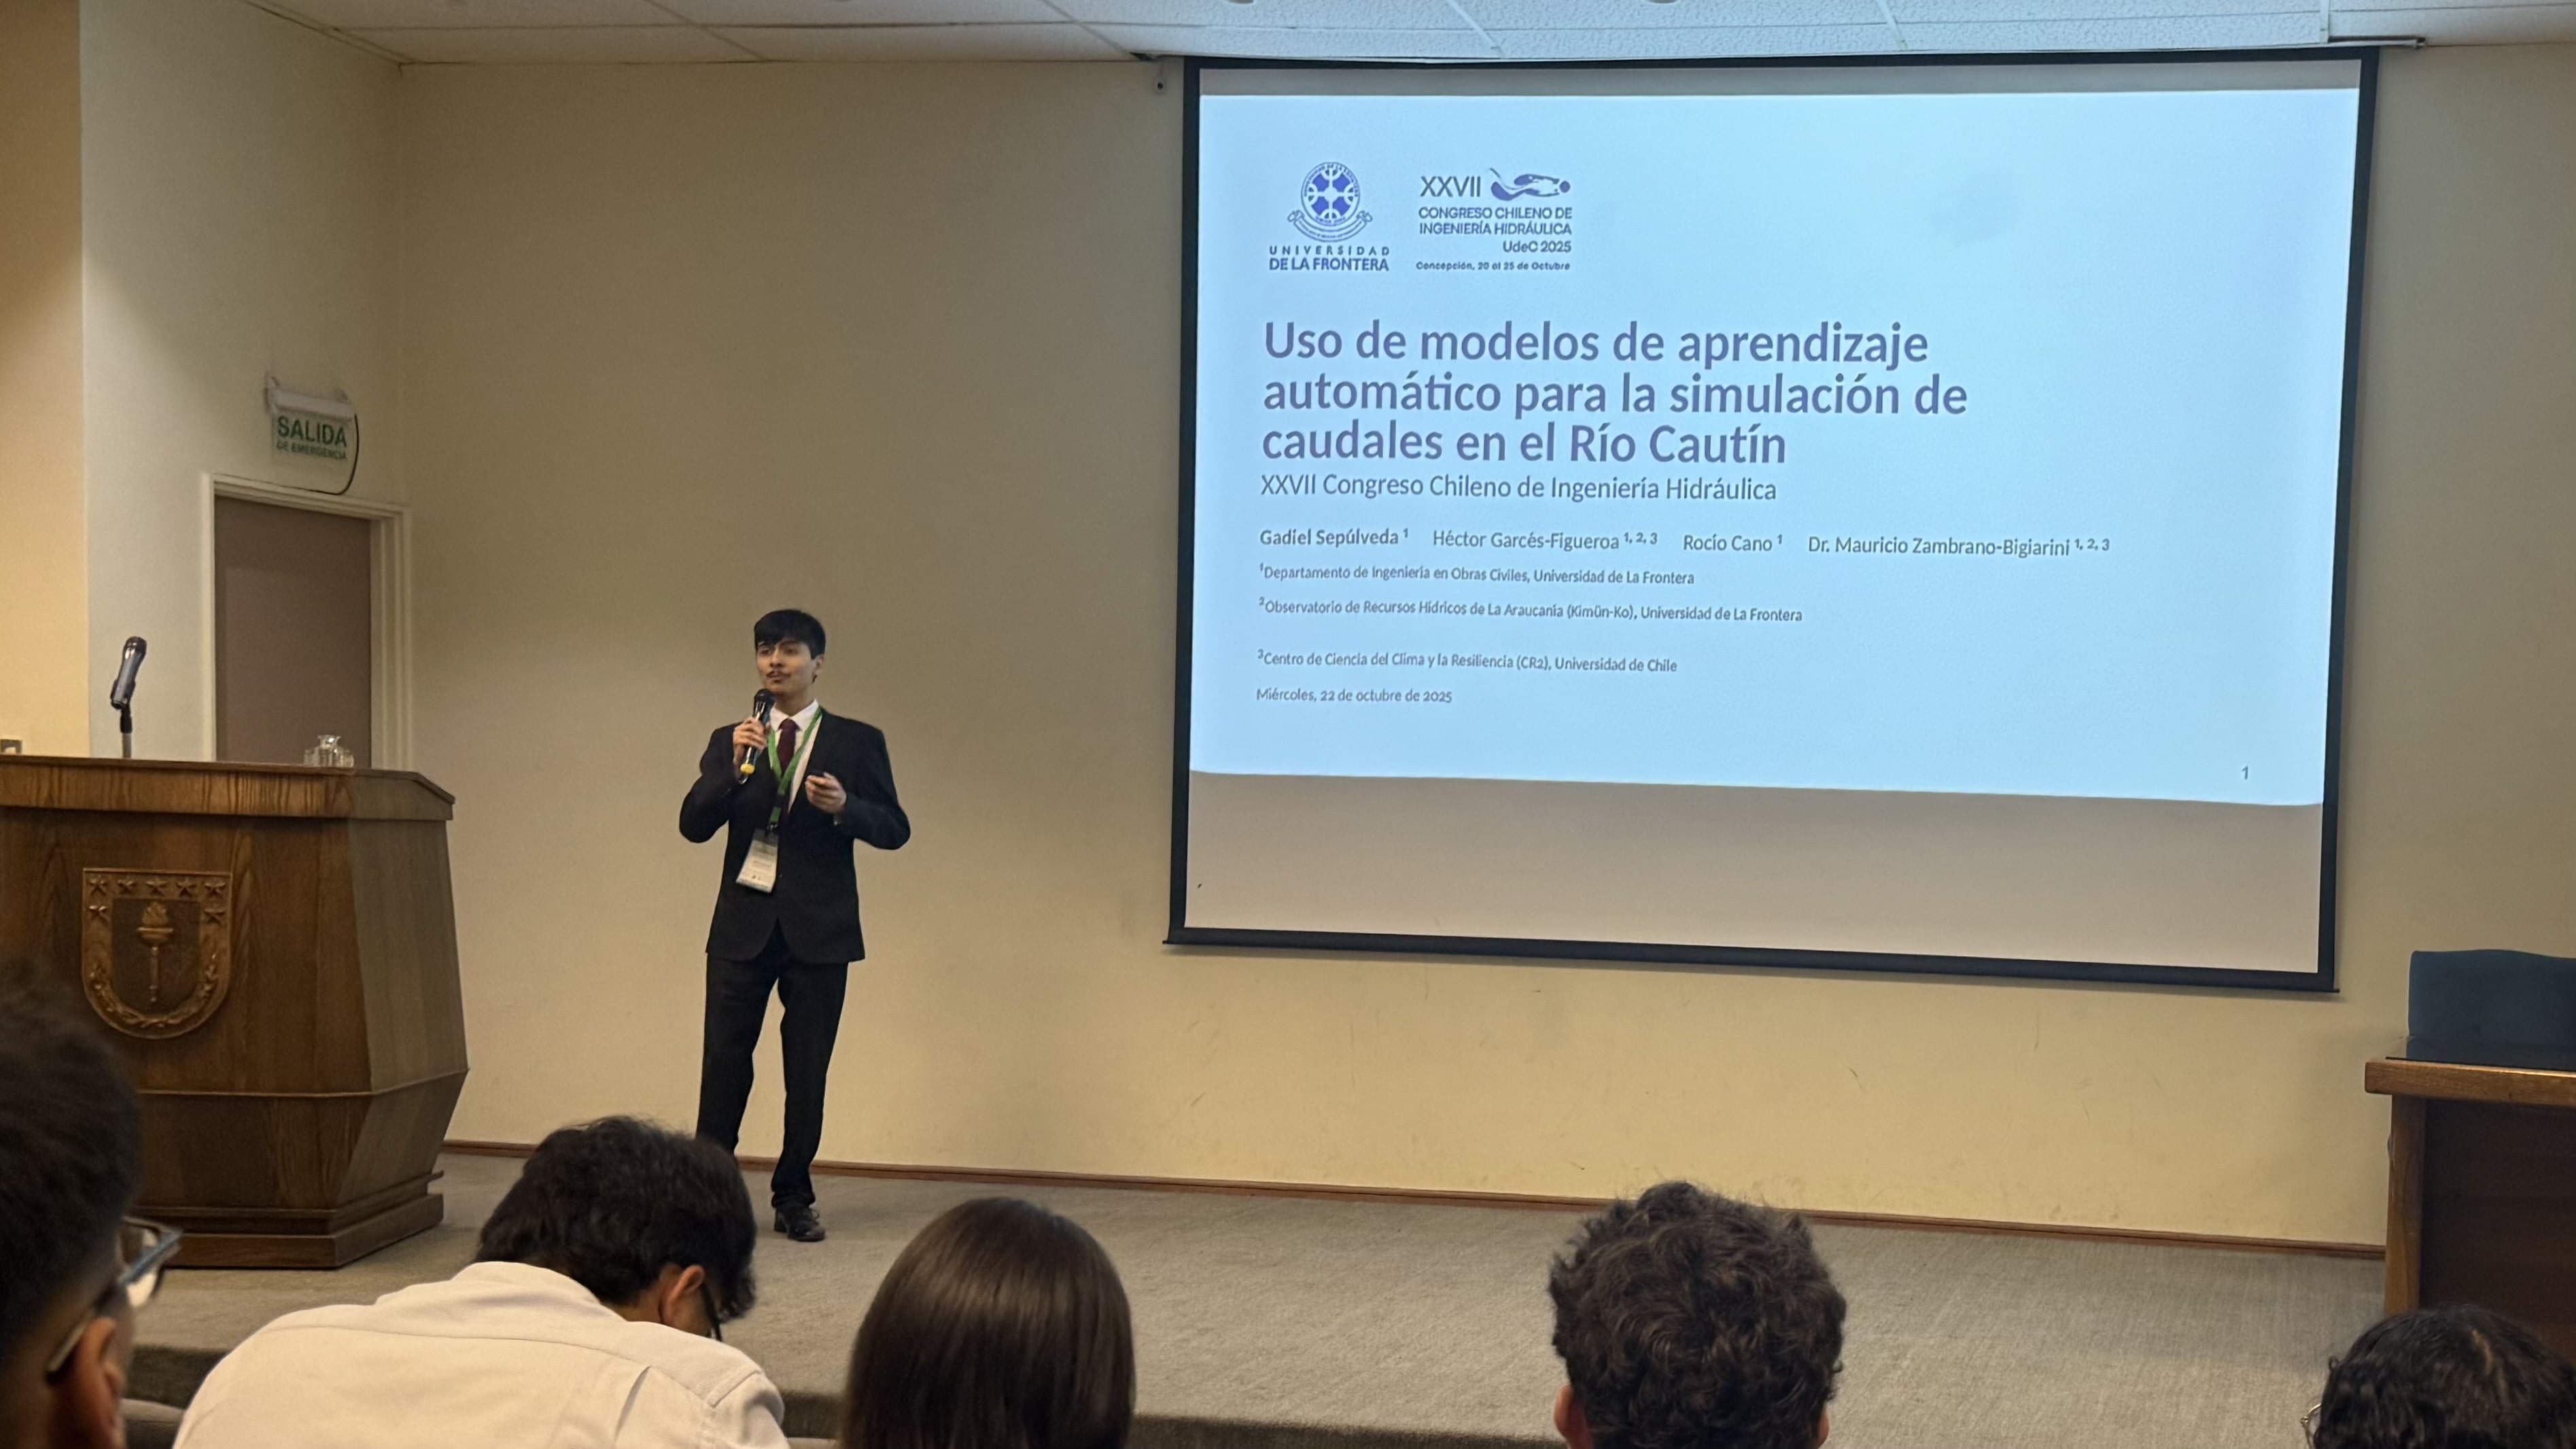 SALIDA
DE EMERGENCIA
UNIVERSIDAD
DE LA FRONTERA
XXVII
CONGRESO CHILENO DE
INGENIERÍA HIDRÁULICA
UdeC 2025
Concepción, 20 al 25 de Octubre
Uso de modelos de aprendizaje
automático para la simulación de
caudales en el Río Cautín
XXVII Congreso Chileno de Ingeniería Hidráulica
Gadiel Sepúlveda ¹ Héctor Garcés-Figueroa ¹, ², ³ Rocío Cano ¹ Dr. Mauricio Zambrano-Bigiarini ¹, ², ³
¹Departamento de Ingeniería en Obras Civiles, Universidad de La Frontera
²Observatorio de Recursos Hídricos de La Araucanía (Kimün-Ko), Universidad de La Frontera
³Centro de Ciencia del Clima y la Resiliencia (CR2), Universidad de Chile
Miércoles, 22 de octubre de 2025
1